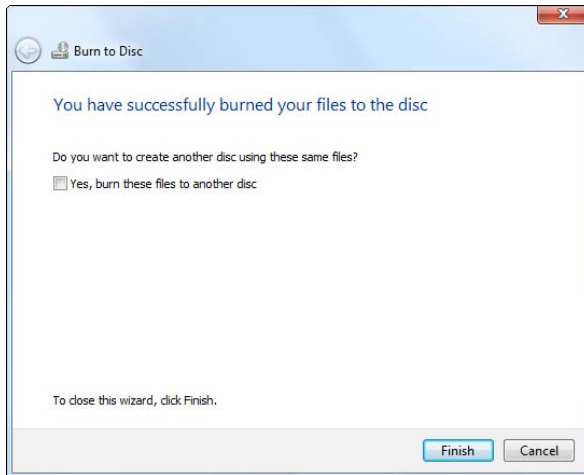 Burn to Disc
You have successfully burned your files to the disc
Do you want to create another disc using these same files?
Yes, burn these files to another disc
To close this wizard, click Finish.
Finish Cancel